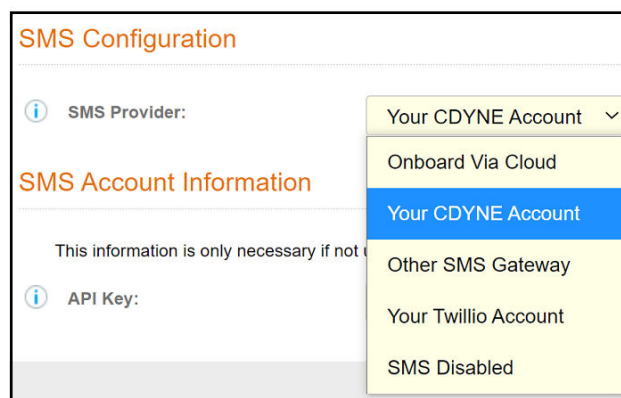 SMS Configuration
SMS Provider:
Your CDYNE Account
Onboard Via Cloud
SMS Account Information
Your CDYNE Account
This information is only necessary if not
Other SMS Gateway
API Key:
Your Twillio Account
SMS Disabled